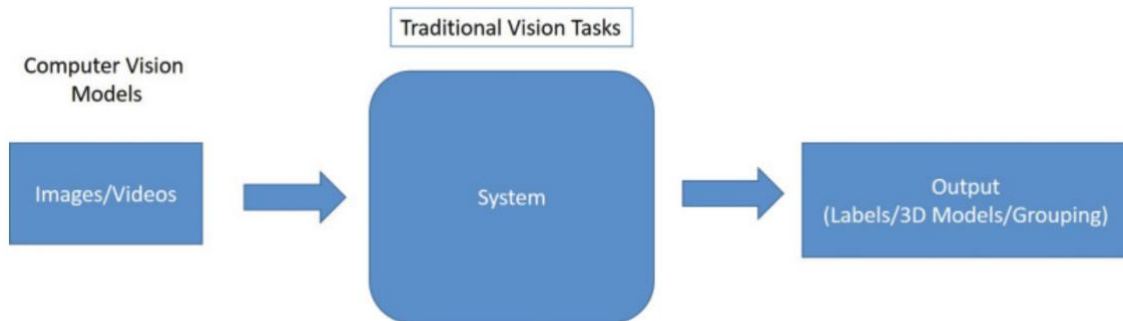 Traditional Vision Tasks
Computer Vision
Models
Images/Videos
System
Output
(Labels/3D Models/Grouping)